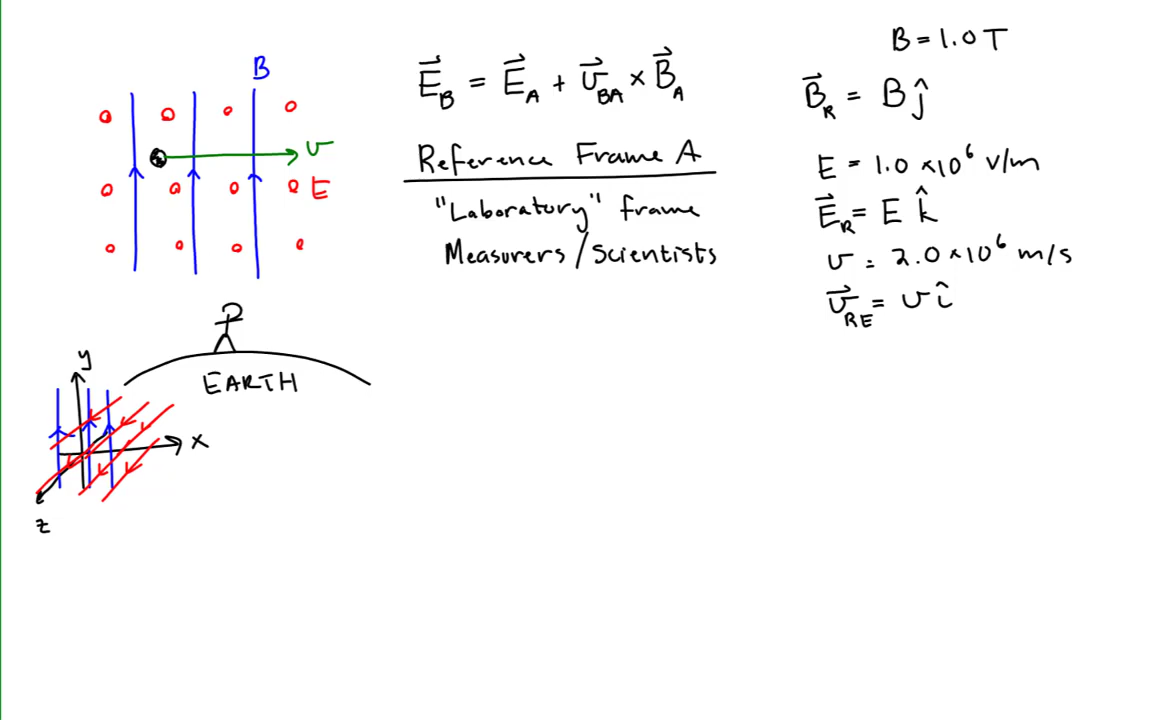 B
v
E
P
EARTH
y
x
z
E⃗_B = E⃗_A + v⃗_BA × B⃗_A
Reference Frame A
"Laboratory" frame
Measurers/Scientists
B = 1.0 T
B⃗_R = B ĵ
E = 1.0 ×10⁶ V/m
E⃗_R = E k̂
v = 2.0 ×10⁶ m/s
v⃗_RE = v î